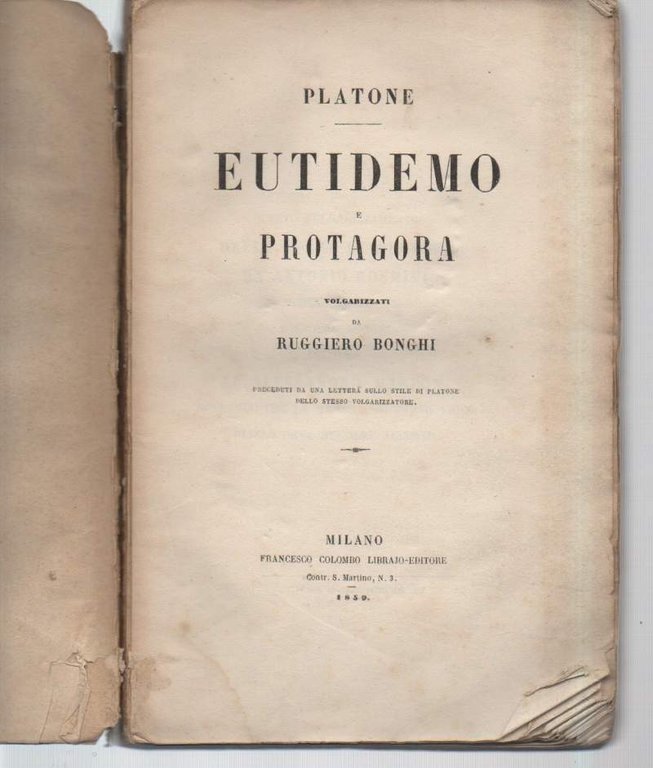 PLATONE
EUTIDEMO
E
PROTAGORA
VOLGARIZZATI
DA
RUGGIERO BONGHI
PRECEDUTI DA UNA LETTERA SULLO STILE DI PLATONE
DELLO STESSO VOLGARIZZATORE.
MILANO
FRANCESCO COLOMBO LIBRAJO-EDITORE
Contr. S. Martino, N. 3.
1859.